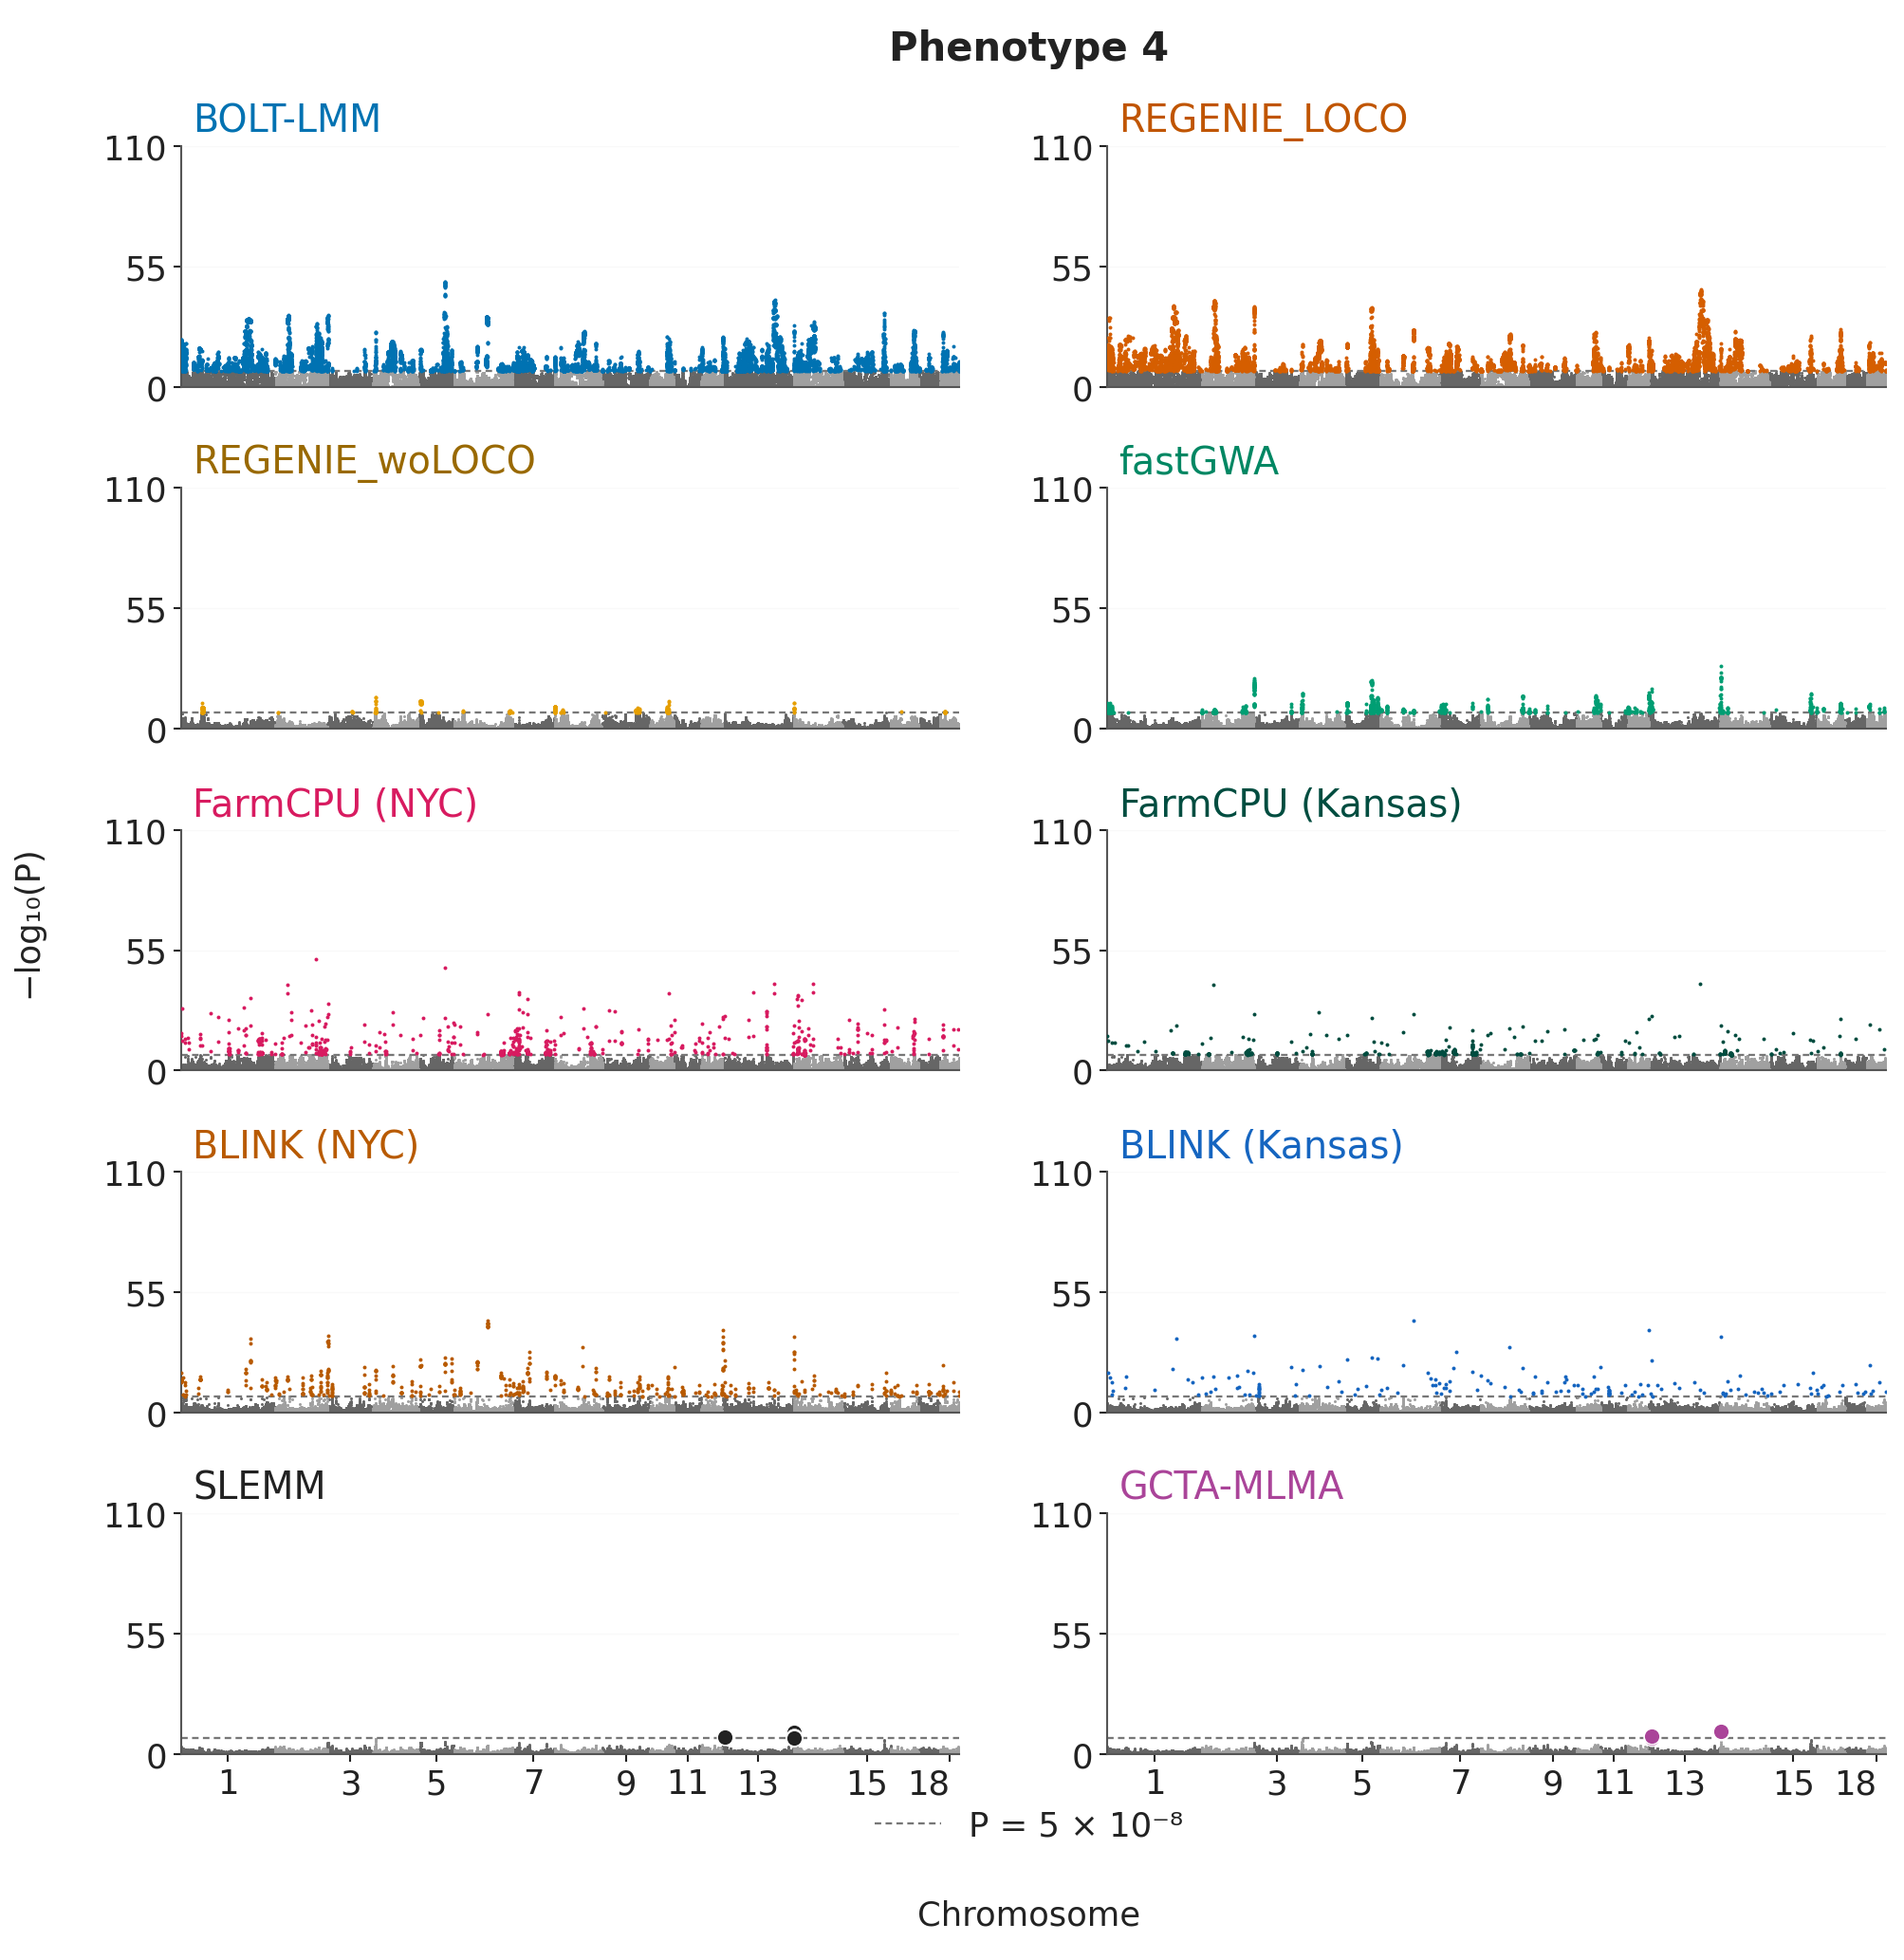 Phenotype 4
BOLT-LMM
REGENIE_LOCO
110
55
0
110
55
0
REGENIE_woLOCO
fastGWA
110
55
0
110
55
0
FarmCPU (NYC)
FarmCPU (Kansas)
110
55
0
110
55
0
−log₁₀(P)
BLINK (NYC)
BLINK (Kansas)
110
55
0
110
55
0
SLEMM
GCTA-MLMA
110
55
0
110
55
0
1 3 5 7 9 11 13 15 18
1 3 5 7 9 11 13 15 18
P = 5 × 10⁻⁸
Chromosome